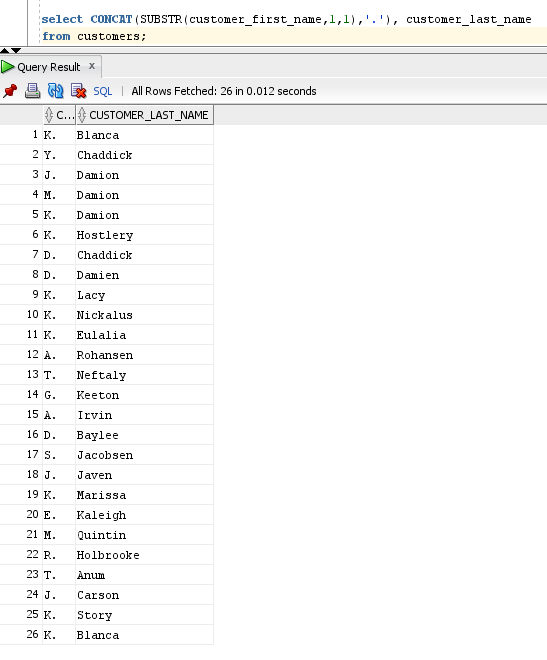 select CONCAT(SUBSTR(customer_first_name,1,1),'.'), customer_last_name
from customers;
Query Result x
SQL | All Rows Fetched: 26 in 0.012 seconds
C... CUSTOMER_LAST_NAME
1 K. Blanca
2 Y. Chaddick
3 J. Damion
4 M. Damion
5 K. Damion
6 K. Hostlery
7 D. Chaddick
8 D. Damien
9 K. Lacy
10 K. Nickalus
11 K. Eulalia
12 A. Rohansen
13 T. Neftaly
14 G. Keeton
15 A. Irvin
16 D. Baylee
17 S. Jacobsen
18 J. Javen
19 K. Marissa
20 E. Kaleigh
21 M. Quintin
22 R. Holbrooke
23 T. Anum
24 J. Carson
25 K. Story
26 K. Blanca